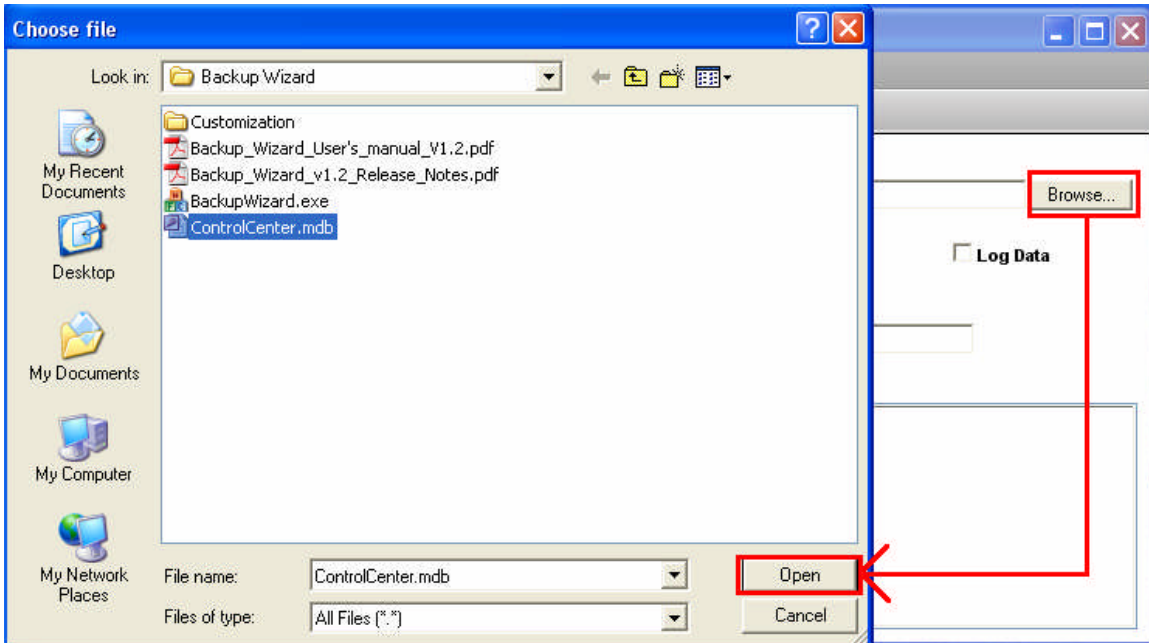 Choose file
Look in:
Backup Wizard
Customization
Backup_Wizard_User's_manual_V1.2.pdf
Backup_Wizard_v1.2_Release_Notes.pdf
BackupWizard.exe
ControlCenter.mdb
My Recent
Documents
Desktop
My Documents
My Computer
My Network
Places
File name:
ControlCenter.mdb
Open
Files of type:
All Files (*.*)
Cancel
Browse...
Log Data